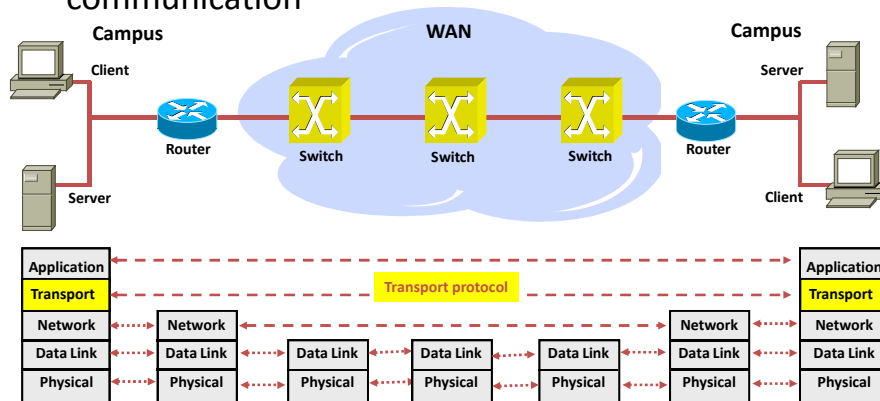 communication
Campus
WAN
Campus
Client
Server
Router
Switch
Switch
Switch
Router
Server
Client
Application
Application
Transport
Transport protocol
Transport
Network
Network
Network
Network
Data Link
Data Link
Data Link
Data Link
Data Link
Data Link
Data Link
Physical
Physical
Physical
Physical
Physical
Physical
Physical